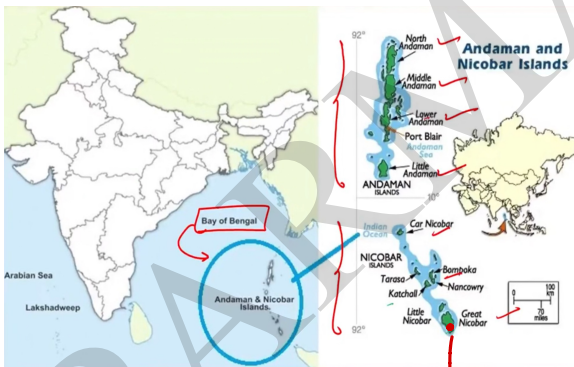 92°
North
Andaman
Andaman and
Nicobar Islands
Middle
Andaman
Lower
Andaman
Port Blair
Andaman
Sea
Little
Andaman
ANDAMAN
ISLANDS
10
Bay of Bengal
Indian
Ocean
Car Nicobar
NICOBAR
ISLANDS
Bamboka
Tarasa
Nancowry
Katchall
Arabian Sea
Andaman & Nicobar
Islands.
Lakshadweep
Little
Nicobar
Great
Nicobar
0 100
km
0 70
miles
92°